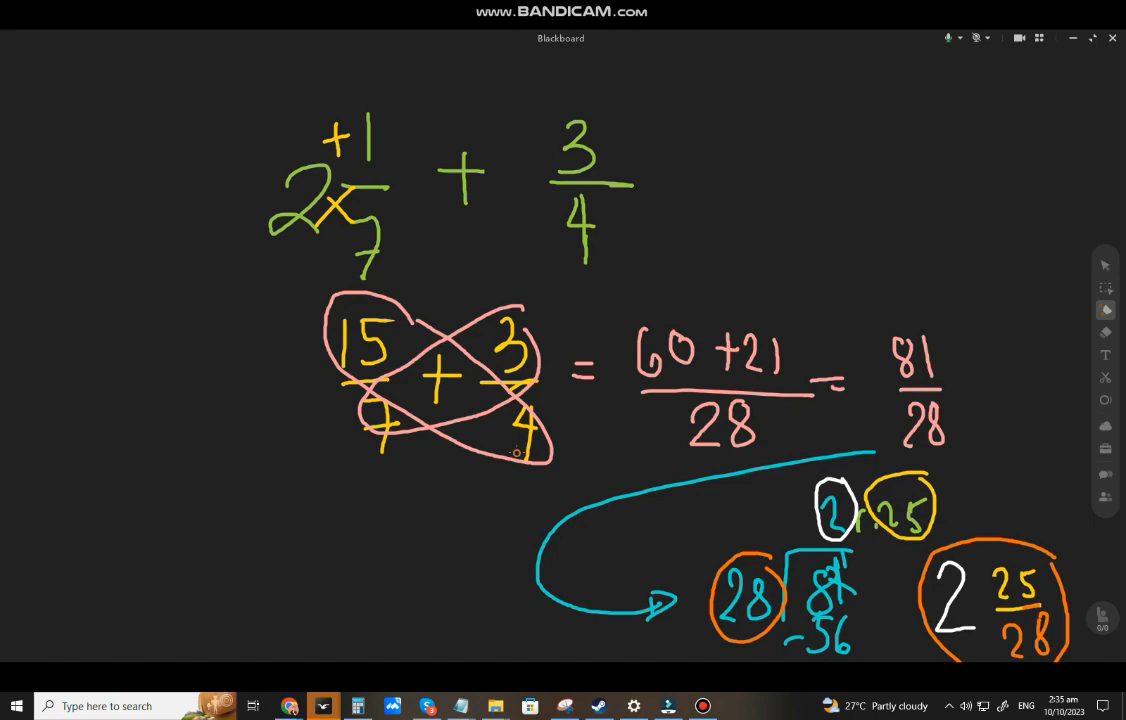 www.BANDICAM.com
Blackboard
2 × + 1/7 + 3/4
15/7 + 3/4 = 60 + 21/28 = 81/28
2 r. 25
28 81
- 56
2 25/28
0/0
Type here to search
27°C Partly cloudy
ENG
2:35 am
10/10/2023